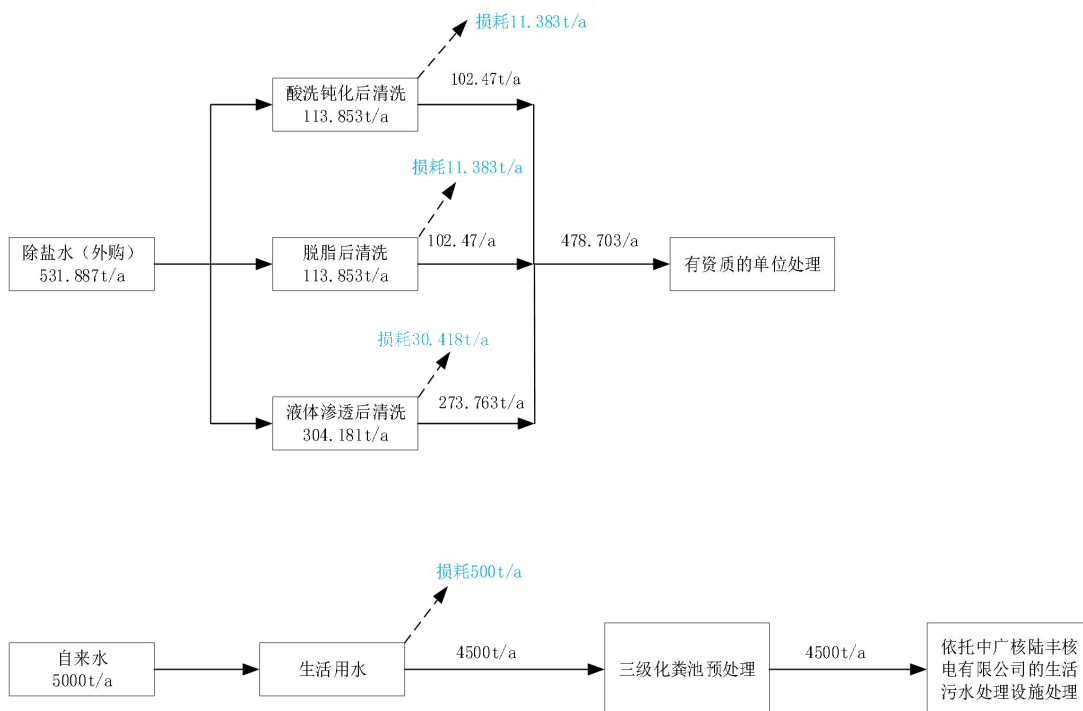 损耗11.383t/a
酸洗钝化后清洗
113.853t/a
102.47t/a
损耗11.383t/a
除盐水（外购）
531.887t/a
脱脂后清洗
113.853t/a
102.47/a
478.703/a
有资质的单位处理
损耗30.418t/a
液体渗透后清洗
304.181t/a
273.763t/a
损耗500t/a
自来水
5000t/a
生活用水
4500t/a
三级化粪池预处理
4500t/a
依托中广核陆丰核
电有限公司的生活
污水处理设施处理